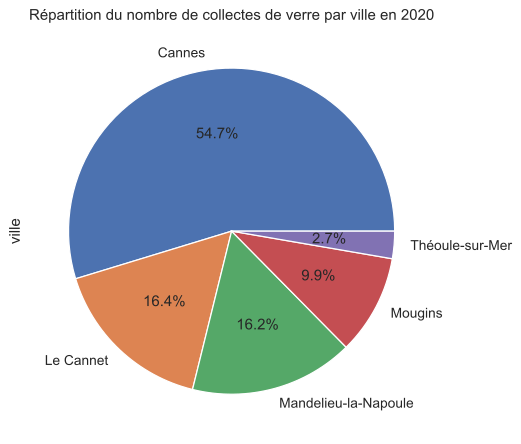 Répartition du nombre de collectes de verre par ville en 2020
Cannes
54.7%
ville
2.7%
Théoule-sur-Mer
9.9%
16.4%
Mougins
16.2%
Le Cannet
Mandelieu-la-Napoule